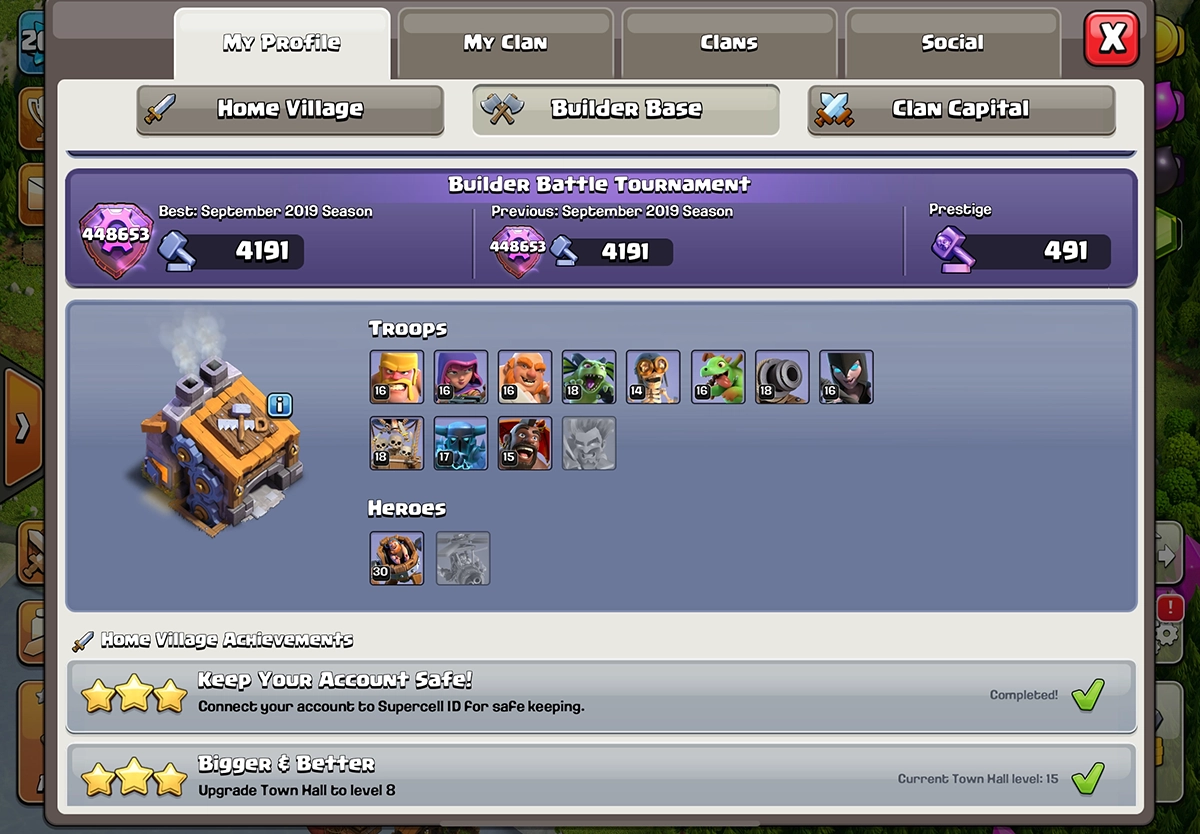 My Profile
My Clan
Clans
Social
X
Home Village
Builder Base
Clan Capital
Builder Battle Tournament
Best: September 2019 Season
448653
4191
Previous: September 2019 Season
448653
4191
Prestige
491
Troops
16
16
16
18
14
16
18
16
18
17
15
i
Heroes
30
!
Home Village Achievements
Keep Your Account Safe!
Connect your account to Supercell ID for safe keeping.
Completed!
Bigger & Better
Upgrade Town Hall to level 8
Current Town Hall level: 15